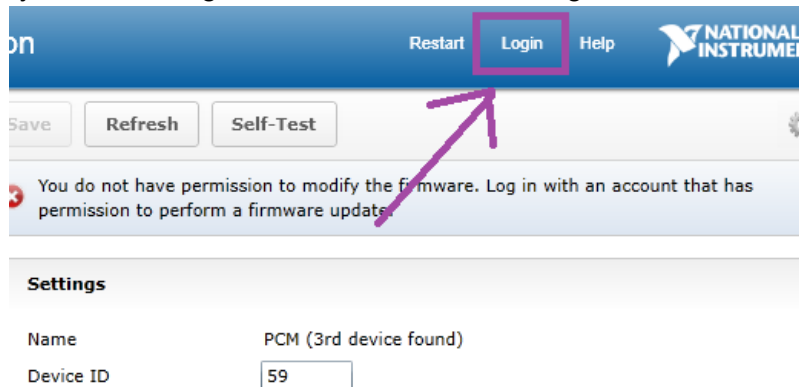 on
Restart Login Help NATIONAL
INSTRUMEN
Save Refresh Self-Test
You do not have permission to modify the firmware. Log in with an account that has
permission to perform a firmware update.
Settings
Name PCM (3rd device found)
Device ID 59